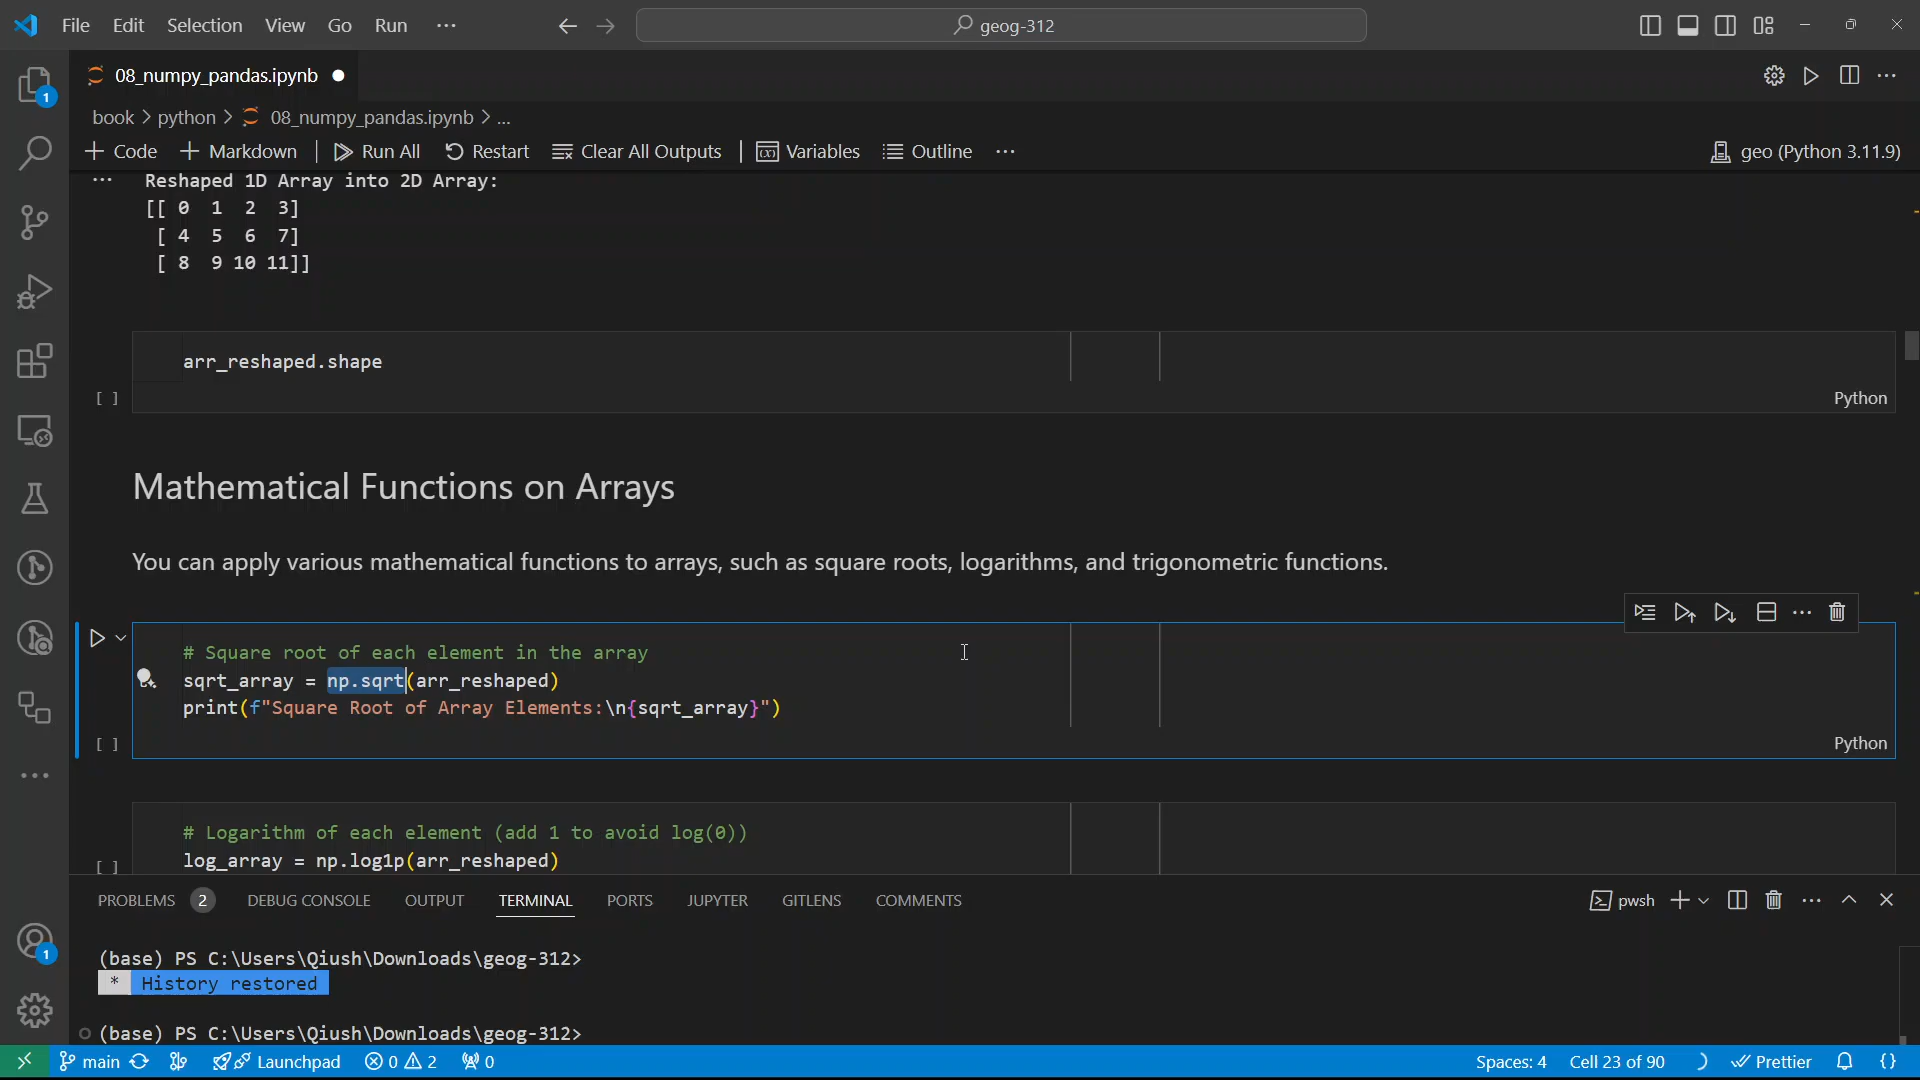 File Edit Selection View Go Run ··· geog-312
08_numpy_pandas.ipynb
1
book > python > 08_numpy_pandas.ipynb > ...
Code Markdown Run All Restart Clear All Outputs Variables Outline ··· geo (Python 3.11.9)
··· Reshaped 1D Array into 2D Array:
[[ 0 1 2 3]
[ 4 5 6 7]
[ 8 9 10 11]]
arr_reshaped.shape
[ ] Python
Mathematical Functions on Arrays
You can apply various mathematical functions to arrays, such as square roots, logarithms, and trigonometric functions.
# Square root of each element in the array
sqrt_array = np.sqrt(arr_reshaped)
print(f"Square Root of Array Elements:\n{sqrt_array}")
[ ] Python
# Logarithm of each element (add 1 to avoid log(0))
[ ] log_array = np.log1p(arr_reshaped)
PROBLEMS 2 DEBUG CONSOLE OUTPUT TERMINAL PORTS JUPYTER GITLENS COMMENTS pwsh
(base) PS C:\Users\Qiush\Downloads\geog-312>
* History restored
1
(base) PS C:\Users\Qiush\Downloads\geog-312>
main Launchpad 0 2 0 Spaces: 4 Cell 23 of 90 Prettier {}